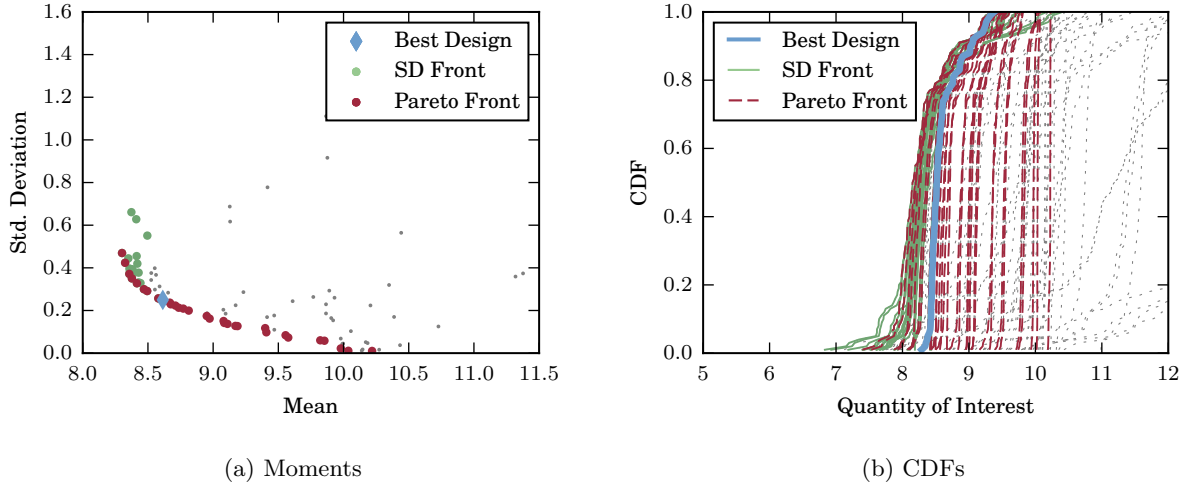 1.6
1.4
1.2
1.0
0.8
0.6
0.4
0.2
0.0
Std. Deviation
Best Design
SD Front
Pareto Front
8.0 8.5 9.0 9.5 10.0 10.5 11.0 11.5
Mean
(a) Moments
1.0
0.8
0.6
0.4
0.2
0.0
CDF
Best Design
SD Front
Pareto Front
5 6 7 8 9 10 11 12
Quantity of Interest
(b) CDFs